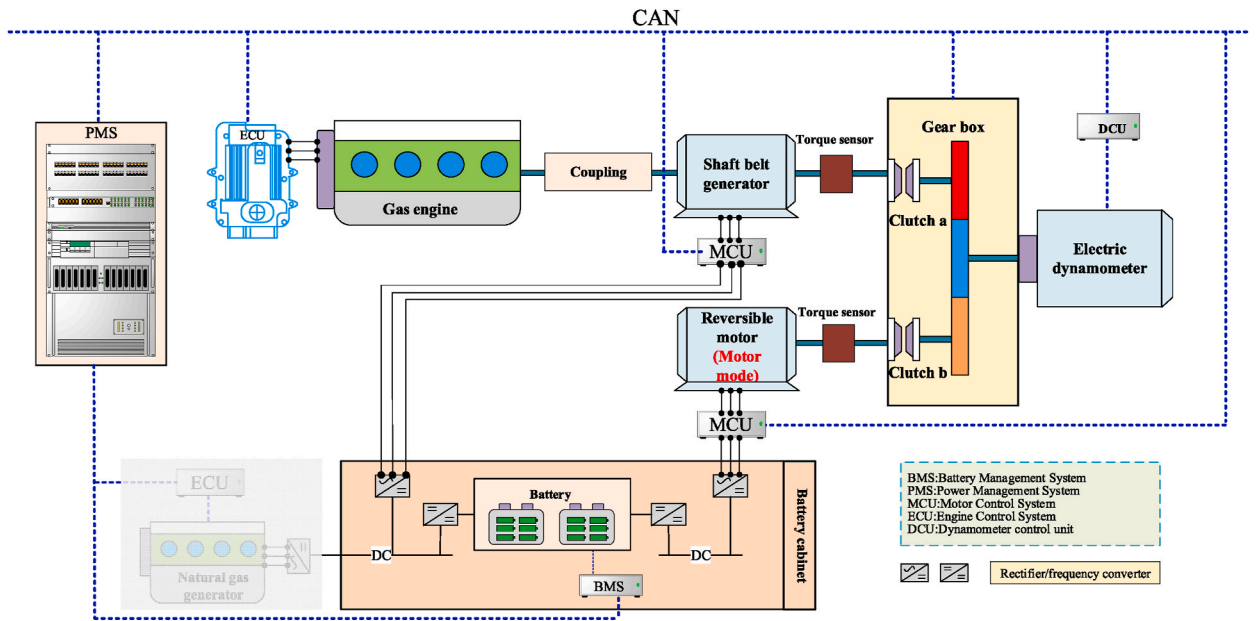 CAN
PMS
ECU
Gas engine
Coupling
Shaft belt
generator
Torque sensor
Gear box
DCU
Clutch a
MCU
Electric
dynamometer
Reversible
motor
(Motor
mode)
Torque sensor
Clutch b
MCU
ECU
Natural gas
generator
DC
Battery
DC
BMS
Battery cabinet
BMS:Battery Management System
PMS:Power Management System
MCU:Motor Control System
ECU:Engine Control System
DCU:Dynamometer control unit
Rectifier/frequency converter